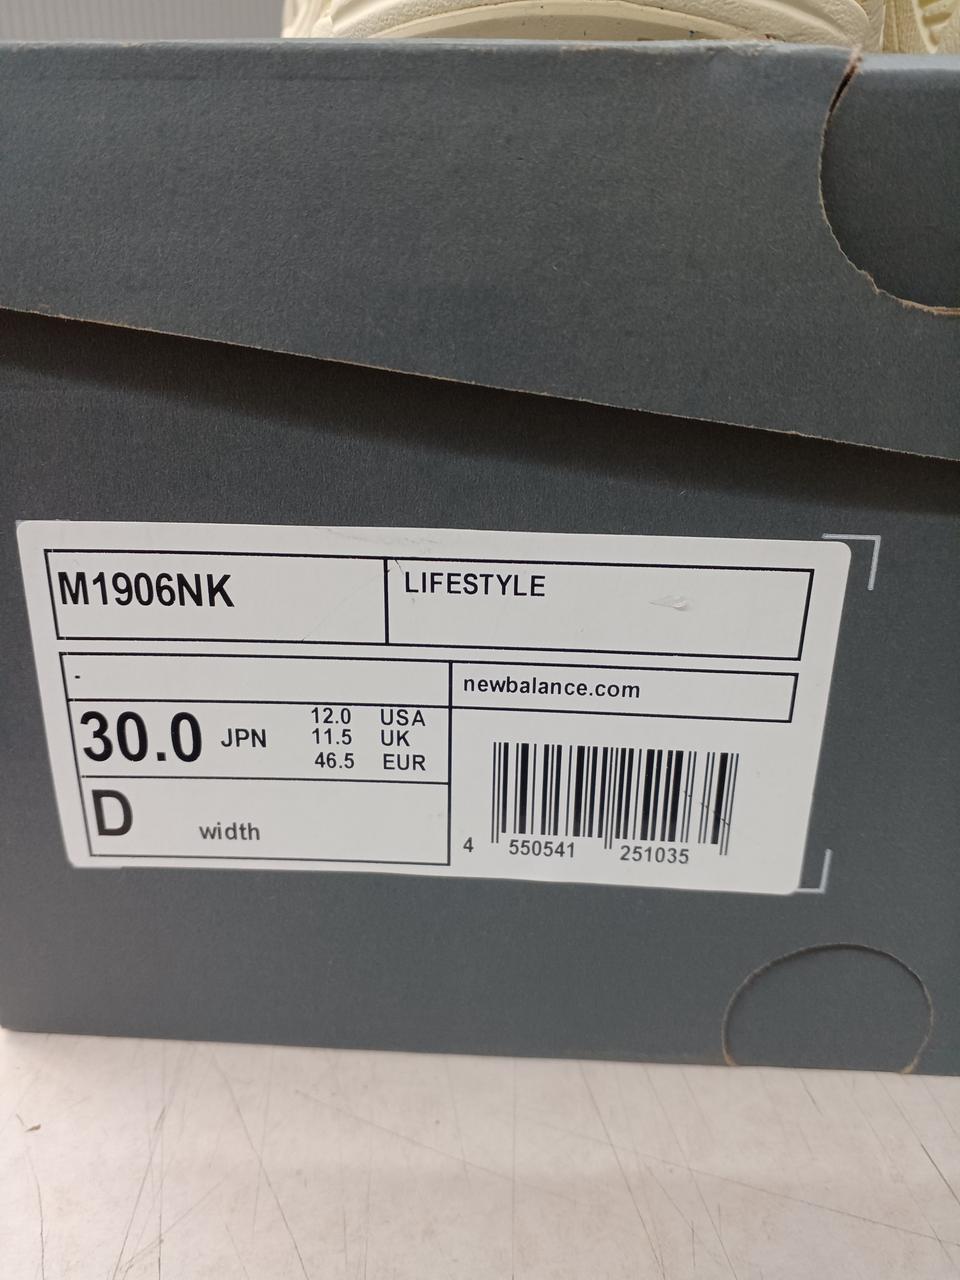 M1906NK
LIFESTYLE
-
newbalance.com
30.0 JPN
12.0 USA
11.5 UK
46.5 EUR
D width
4 550541 251035